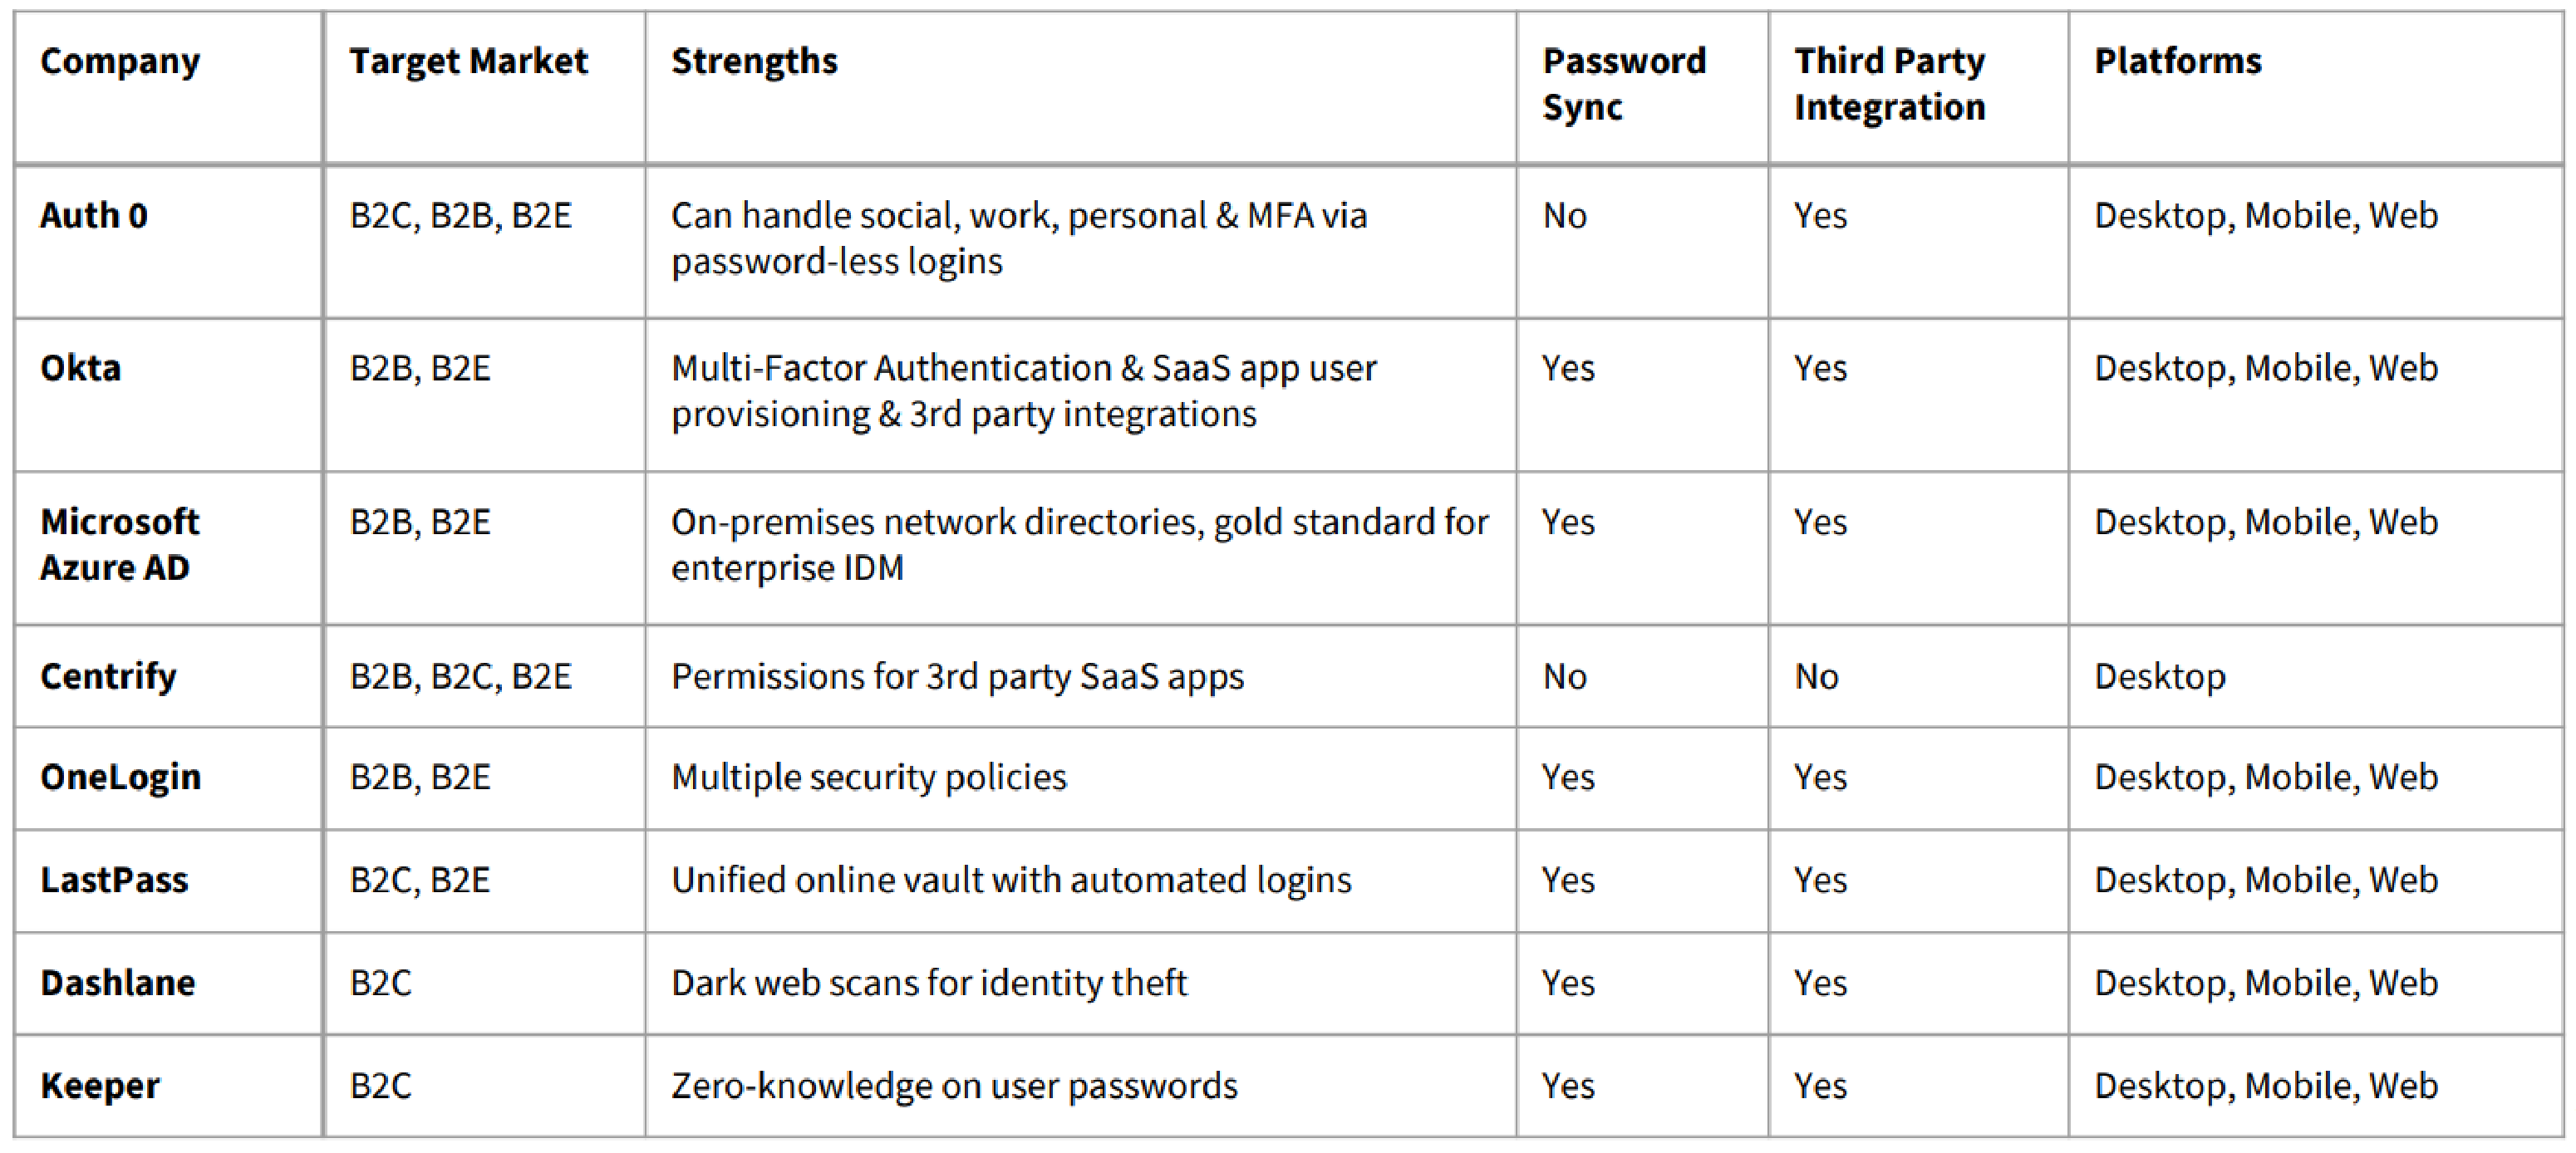 Company Target Market Strengths Password Sync Third Party Integration Platforms
Auth 0 B2C, B2B, B2E Can handle social, work, personal & MFA via password-less logins No Yes Desktop, Mobile, Web
Okta B2B, B2E Multi-Factor Authentication & SaaS app user provisioning & 3rd party integrations Yes Yes Desktop, Mobile, Web
Microsoft Azure AD B2B, B2E On-premises network directories, gold standard for enterprise IDM Yes Yes Desktop, Mobile, Web
Centrify B2B, B2C, B2E Permissions for 3rd party SaaS apps No No Desktop
OneLogin B2B, B2E Multiple security policies Yes Yes Desktop, Mobile, Web
LastPass B2C, B2E Unified online vault with automated logins Yes Yes Desktop, Mobile, Web
Dashlane B2C Dark web scans for identity theft Yes Yes Desktop, Mobile, Web
Keeper B2C Zero-knowledge on user passwords Yes Yes Desktop, Mobile, Web